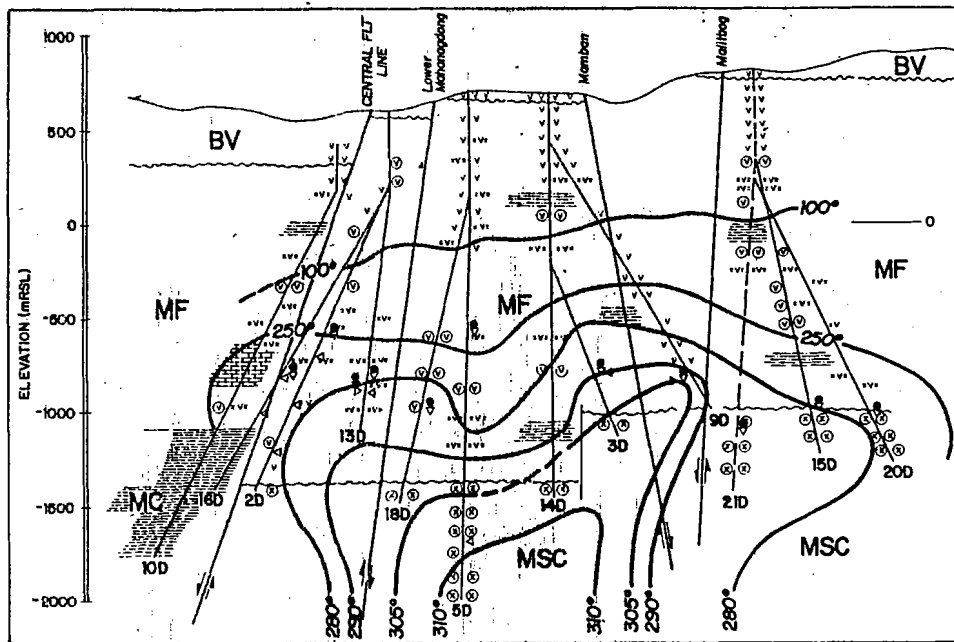 1000
500
0
-500
-1000
-1500
-2000
ELEVATION (mRSL)
CENTRAL FLT
LINE
Lower
Mahanagdong
Mamban
Malitbog
BV
BV
100°
0
MF
100°
MF
MF
250°
250°
13D
3D
9D
15D
20D
MC
16D
2D
18D
14D
21D
10D
MSC
MSC
280°
290°
305°
310°
5D
310°
305°
290°
280°